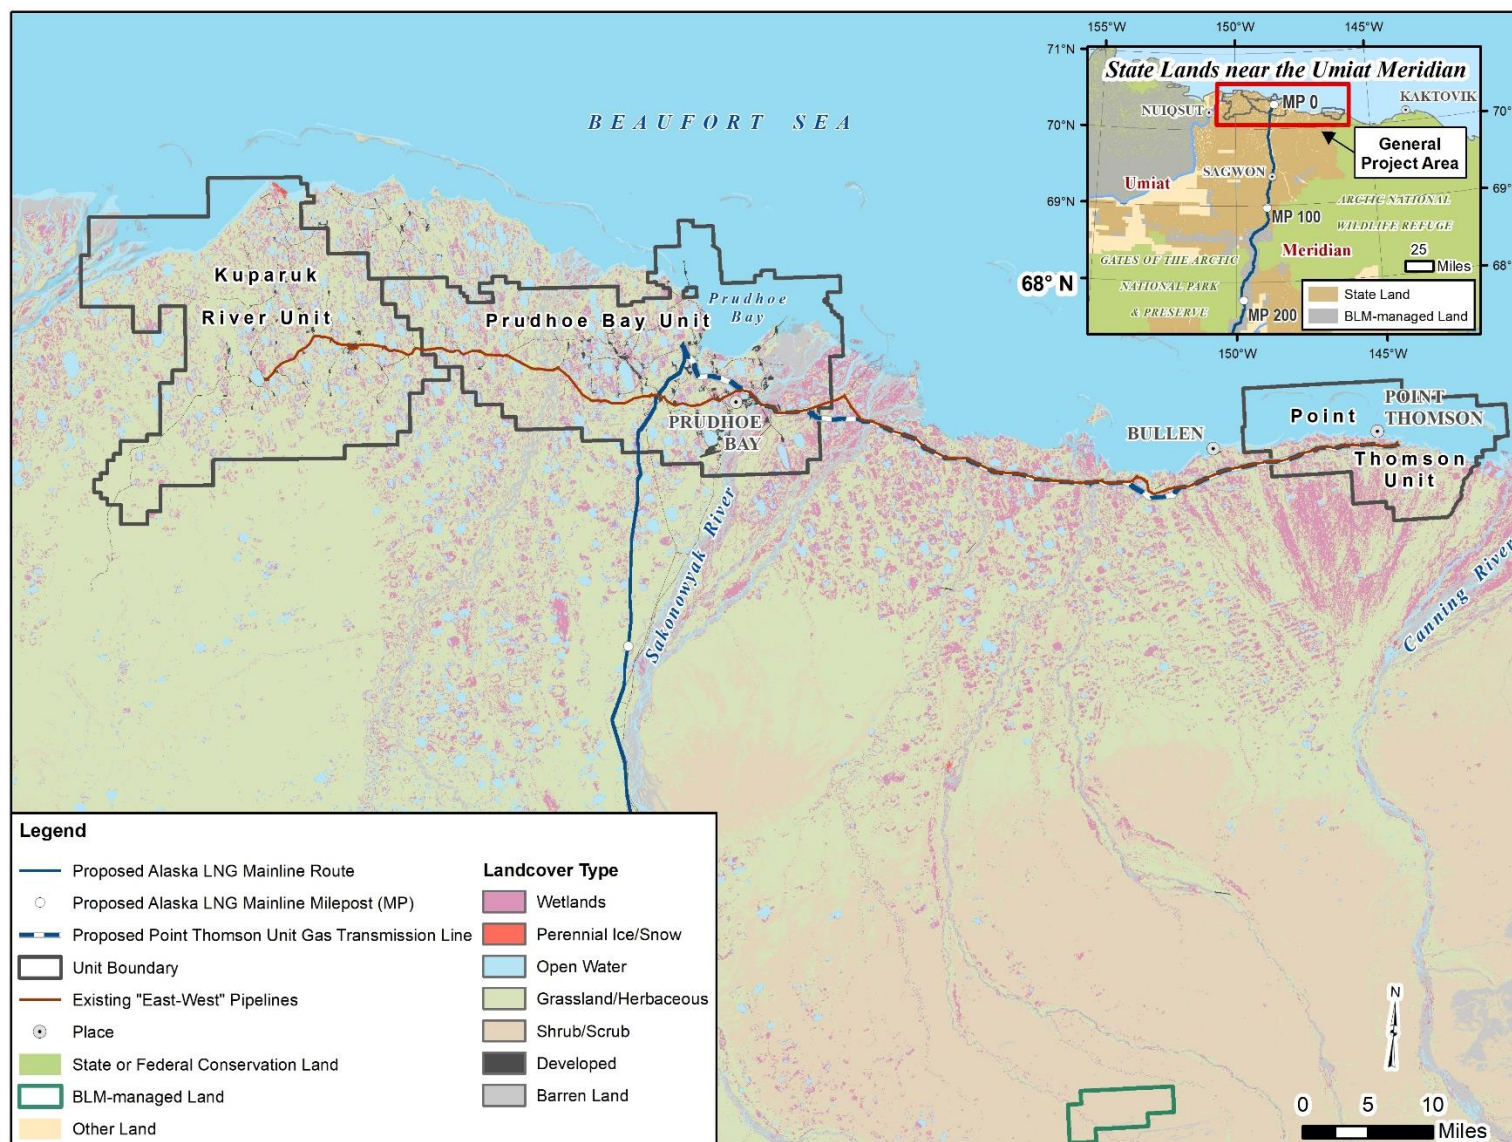 155°W 150°W 145°W
71°N
State Lands near the Umiat Meridian
MP 0
KAKTOVIK
NUIQSUT
70°N
70°
General
Project Area
SAGWON
Umiat
ARCTIC NATIONAL
69°N
69°
MP 100
WILDLIFE REFUGE
Meridian
25
GATES OF THE ARCTIC
Miles
68°
68° N
NATIONAL PARK
State Land
& PRESERVE
MP 200
BLM-managed Land
150°W 145°W
BEAUFORT SEA
Kuparuk
River Unit
Prudhoe Bay Unit
Prudhoe
Bay
PRUDHOE
BAY
BULLEN
Point
POINT
THOMSON
Thomson
Unit
Sakonowyak River
Canning River
Legend
Proposed Alaska LNG Mainline Route
Proposed Alaska LNG Mainline Milepost (MP)
Proposed Point Thomson Unit Gas Transmission Line
Unit Boundary
Existing "East-West" Pipelines
Place
State or Federal Conservation Land
BLM-managed Land
Other Land
Landcover Type
Wetlands
Perennial Ice/Snow
Open Water
Grassland/Herbaceous
Shrub/Scrub
Developed
Barren Land
N
0 5 10
Miles